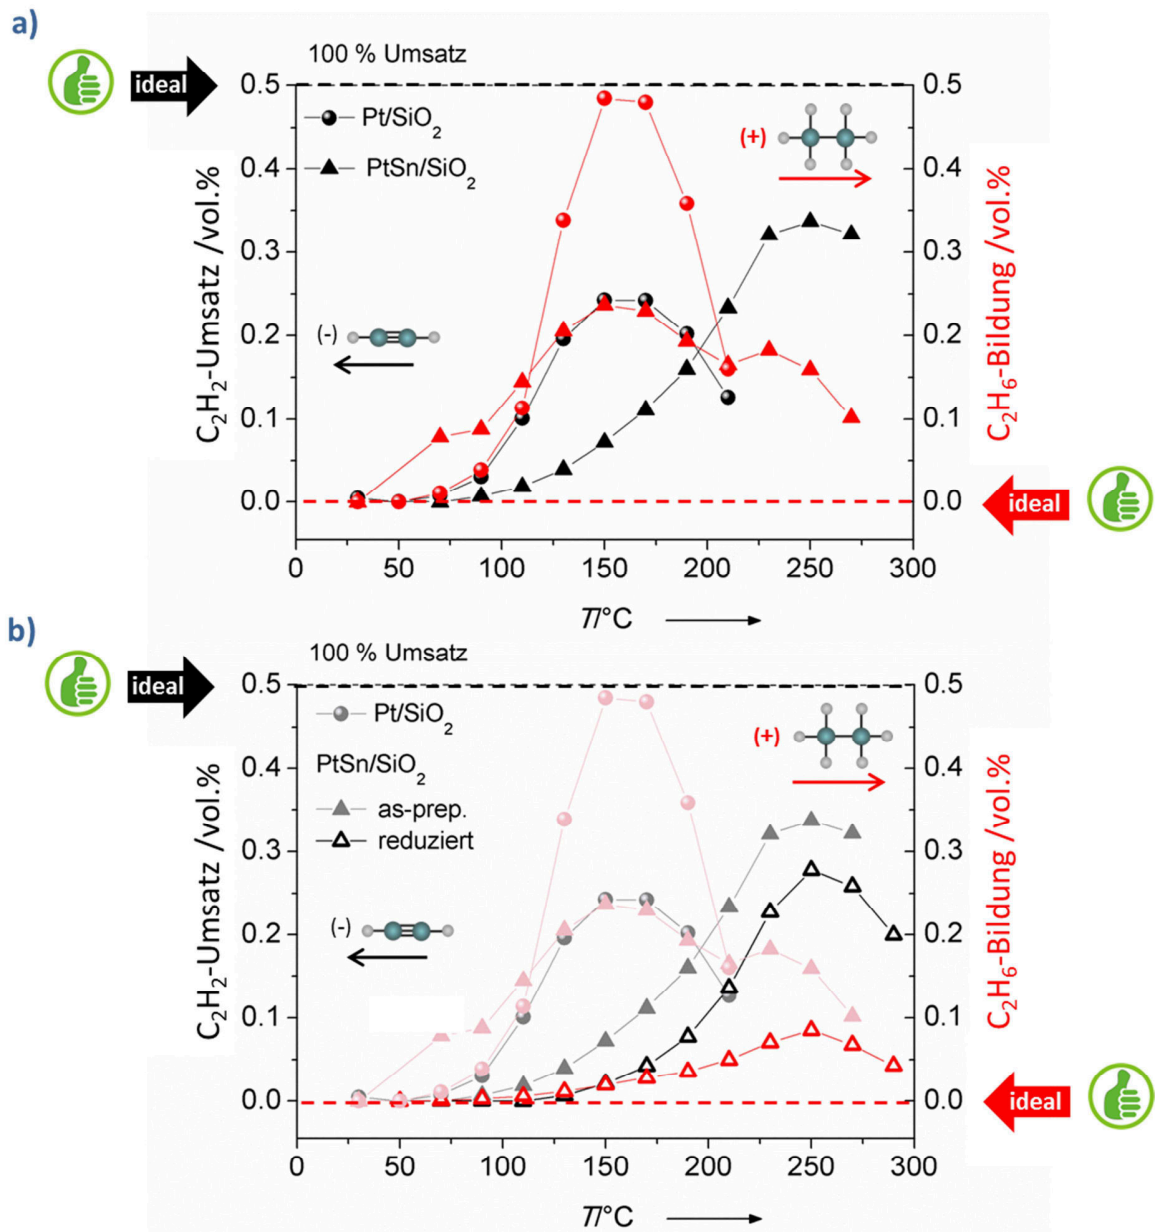 a)
100 % Umsatz
ideal
0.5
0.4
0.3
0.2
0.1
0.0
C₂H₂-Umsatz /vol.%
Pt/SiO₂
PtSn/SiO₂
(+)
(-)
0.5
0.4
0.3
0.2
0.1
0.0
C₂H₆-Bildung /vol.%
ideal
0 50 100 150 200 250 300
T/°C
b)
100 % Umsatz
ideal
0.5
0.4
0.3
0.2
0.1
0.0
C₂H₂-Umsatz /vol.%
Pt/SiO₂
PtSn/SiO₂
as-prep.
reduziert
(+)
(-)
0.5
0.4
0.3
0.2
0.1
0.0
C₂H₆-Bildung /vol.%
ideal
0 50 100 150 200 250 300
T/°C